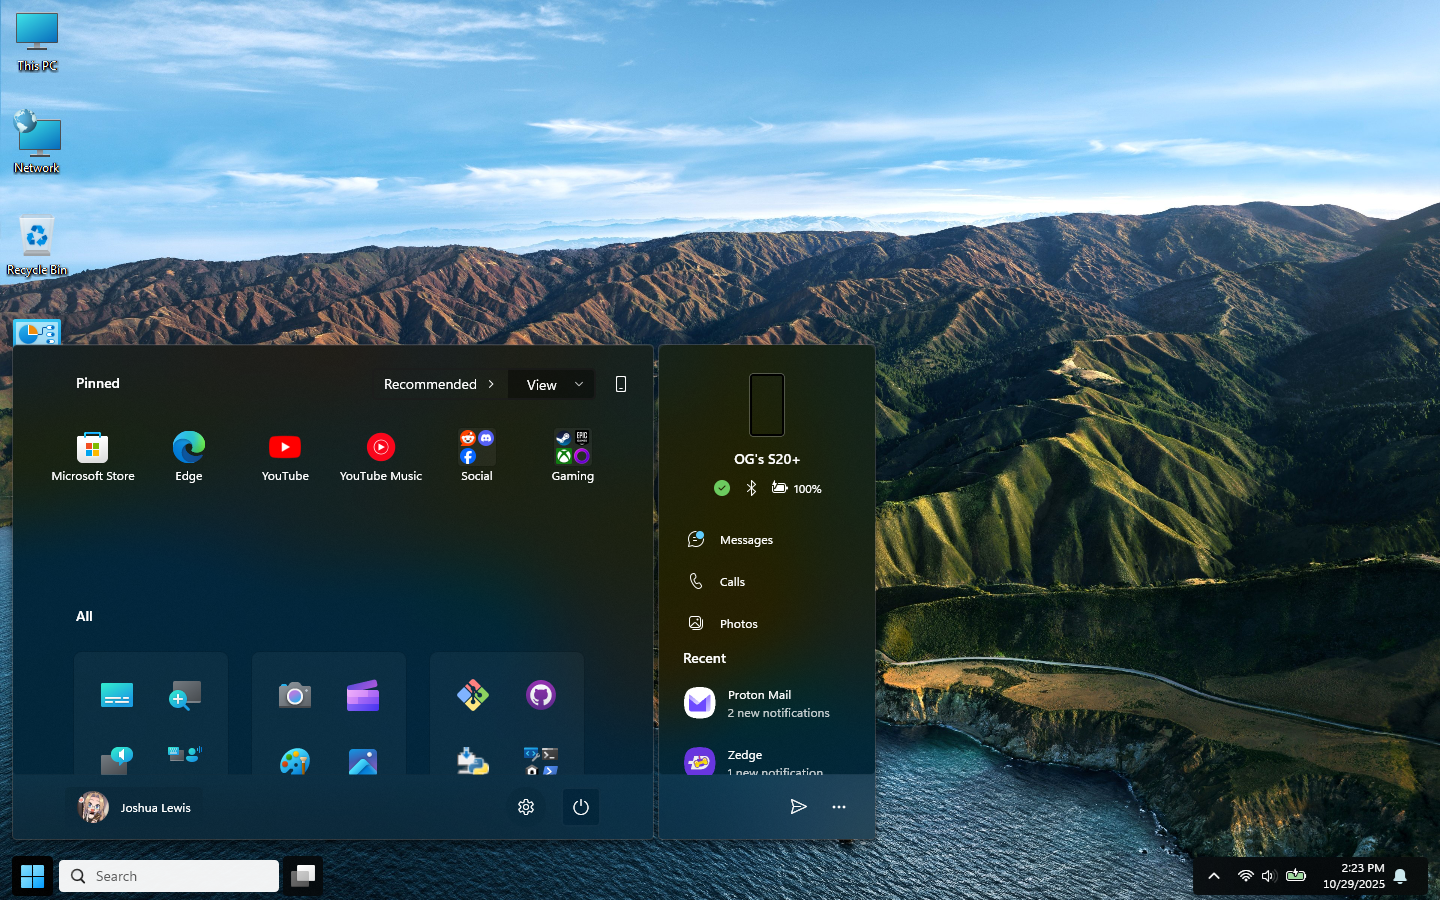 This PC
Network
Recycle Bin
Pinned
Recommended
View
Microsoft Store
Edge
YouTube
YouTube Music
Social
EPIC
Gaming
All
Joshua Lewis
OG's S20+
100%
Messages
Calls
Photos
Recent
Proton Mail
2 new notifications
Zedge
1 new notification
Search
2:23 PM
10/29/2025